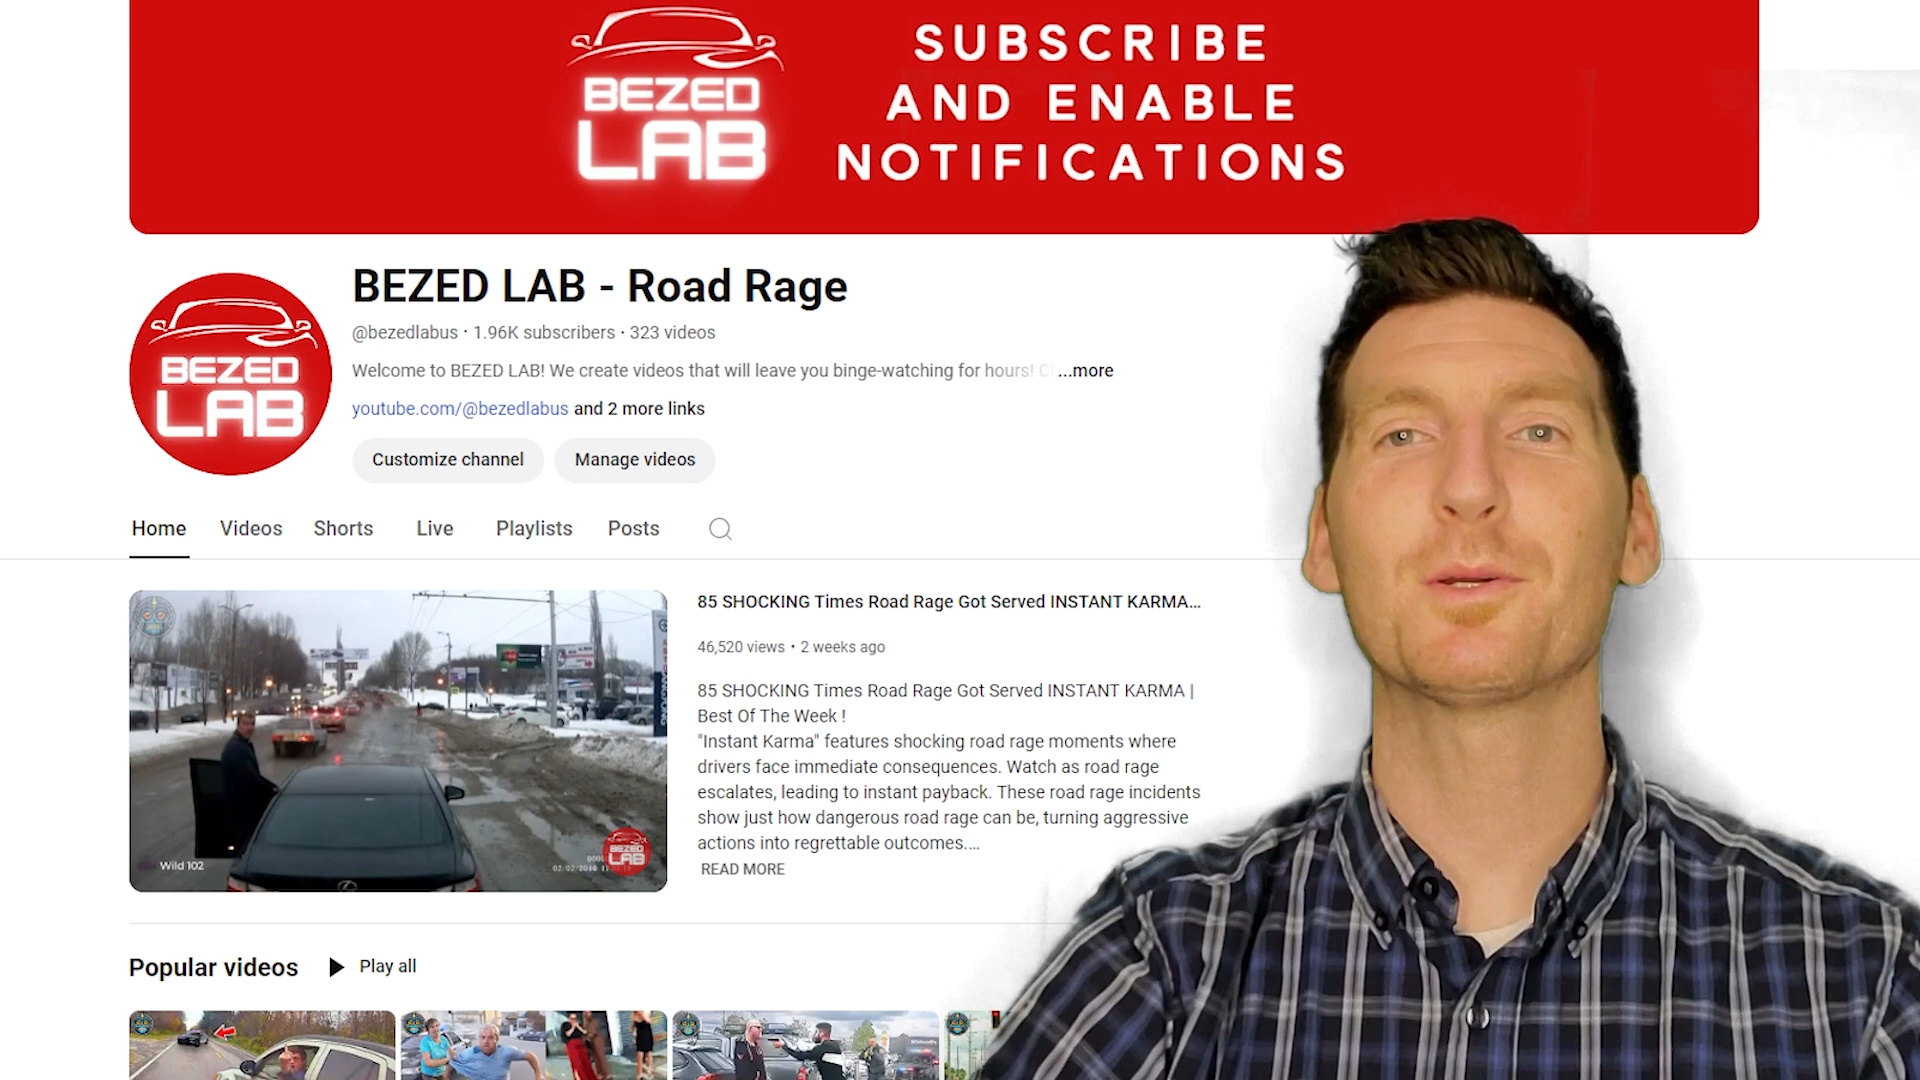 BEZED
LAB
SUBSCRIBE
AND ENABLE
NOTIFICATIONS
BEZED
LAB
BEZED LAB - Road Rage
@bezedlabus · 1.96K subscribers · 323 videos
Welcome to BEZED LAB! We create videos that will leave you binge-watching for hours! ...more
youtube.com/@bezedlabus and 2 more links
Customize channel
Manage videos
Home
Videos
Shorts
Live
Playlists
Posts
85 SHOCKING Times Road Rage Got Served INSTANT KARMA...
46,520 views · 2 weeks ago
85 SHOCKING Times Road Rage Got Served INSTANT KARMA |
Best Of The Week !
"Instant Karma" features shocking road rage moments where
drivers face immediate consequences. Watch as road rage
escalates, leading to instant payback. These road rage incidents
show just how dangerous road rage can be, turning aggressive
actions into regrettable outcomes....
READ MORE
Wild 102
BEZED
LAB
Popular videos
Play all